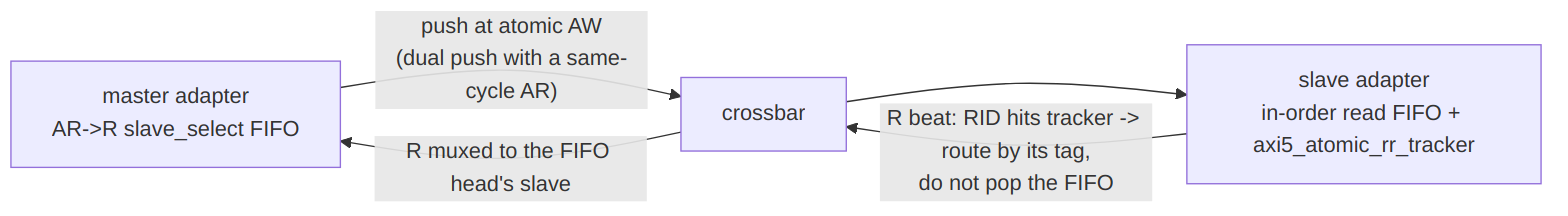 master adapter
AR->R slave_select FIFO
push at atomic AW
(dual push with a same-
cycle AR)
R muxed to the FIFO
head's slave
crossbar
R beat: RID hits tracker ->
route by its tag,
do not pop the FIFO
slave adapter
in-order read FIFO +
axi5_atomic_rr_tracker